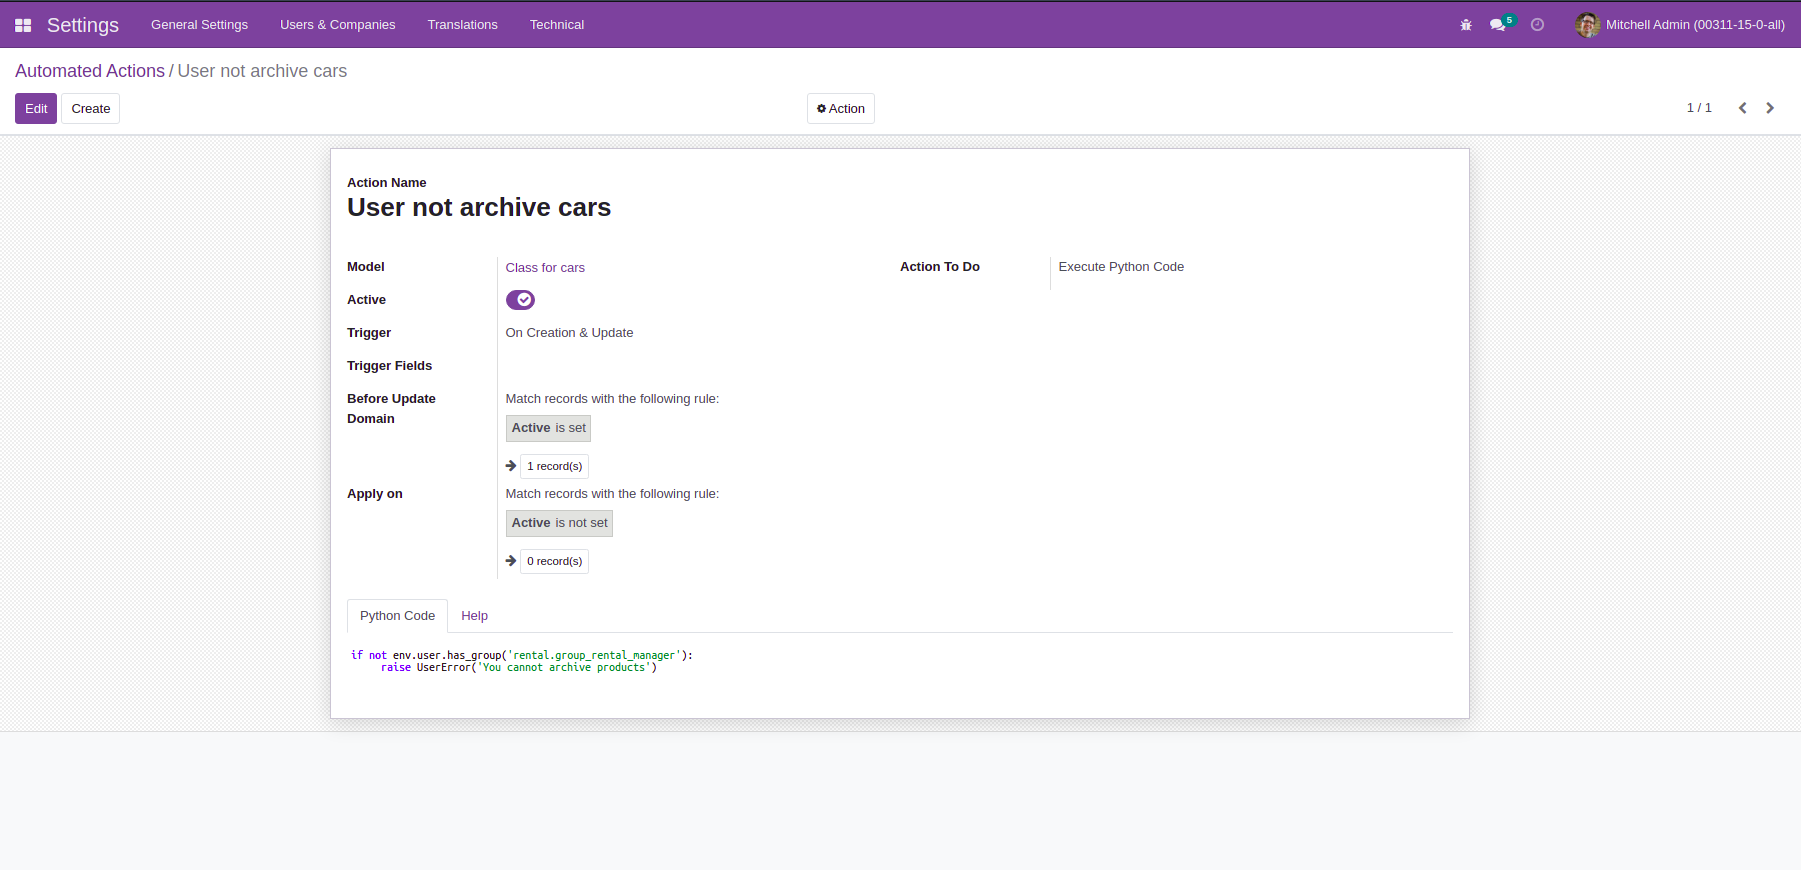 Settings General Settings Users & Companies Translations Technical 5 Mitchell Admin (00311-15-0-all)
Automated Actions / User not archive cars
Edit Create Action 1 / 1
Action Name
User not archive cars
Model Class for cars Action To Do Execute Python Code
Active
Trigger On Creation & Update
Trigger Fields
Before Update Domain Match records with the following rule:
Active is set
1 record(s)
Apply on Match records with the following rule:
Active is not set
0 record(s)
Python Code Help
if not env.user.has_group('rental.group_rental_manager'):
raise UserError('You cannot archive products')